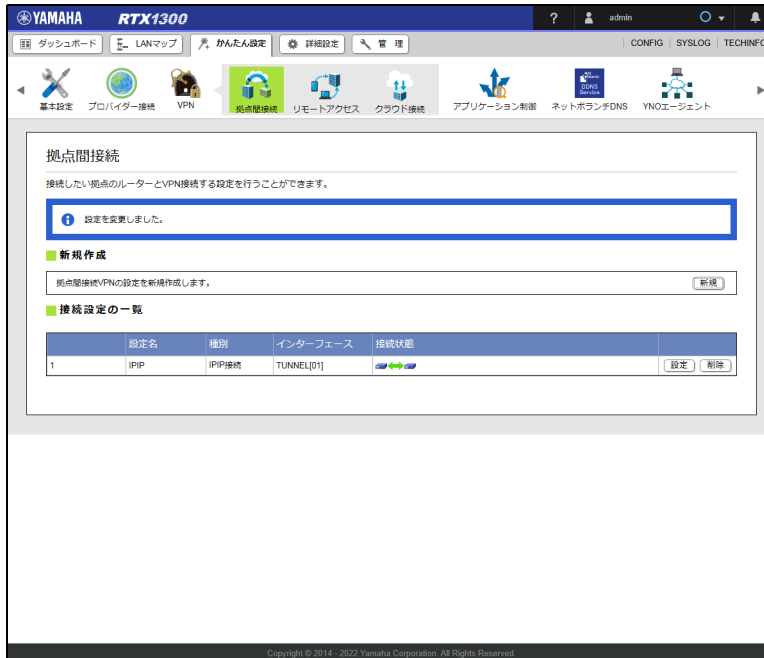 YAMAHA RTX1300 ? admin
ダッシュボード LANマップ かんたん設定 詳細設定 管理 CONFIG SYSLOG TECHINFO
基本設定 プロバイダー接続 VPN 拠点間接続 リモートアクセス クラウド接続 アプリケーション制御 ネットボランチDNS YNOエージェント
DDNS
Service
拠点間接続
接続したい拠点のルーターとVPN接続する設定を行うことができます。
設定を変更しました。
新規作成
拠点間接続VPNの設定を新規作成します。 新規
接続設定の一覧
設定名 種別 インターフェース 接続状態
1 IPIP IPIP接続 TUNNEL[01] 設定 削除
Copyright © 2014 - 2022 Yamaha Corporation. All Rights Reserved.